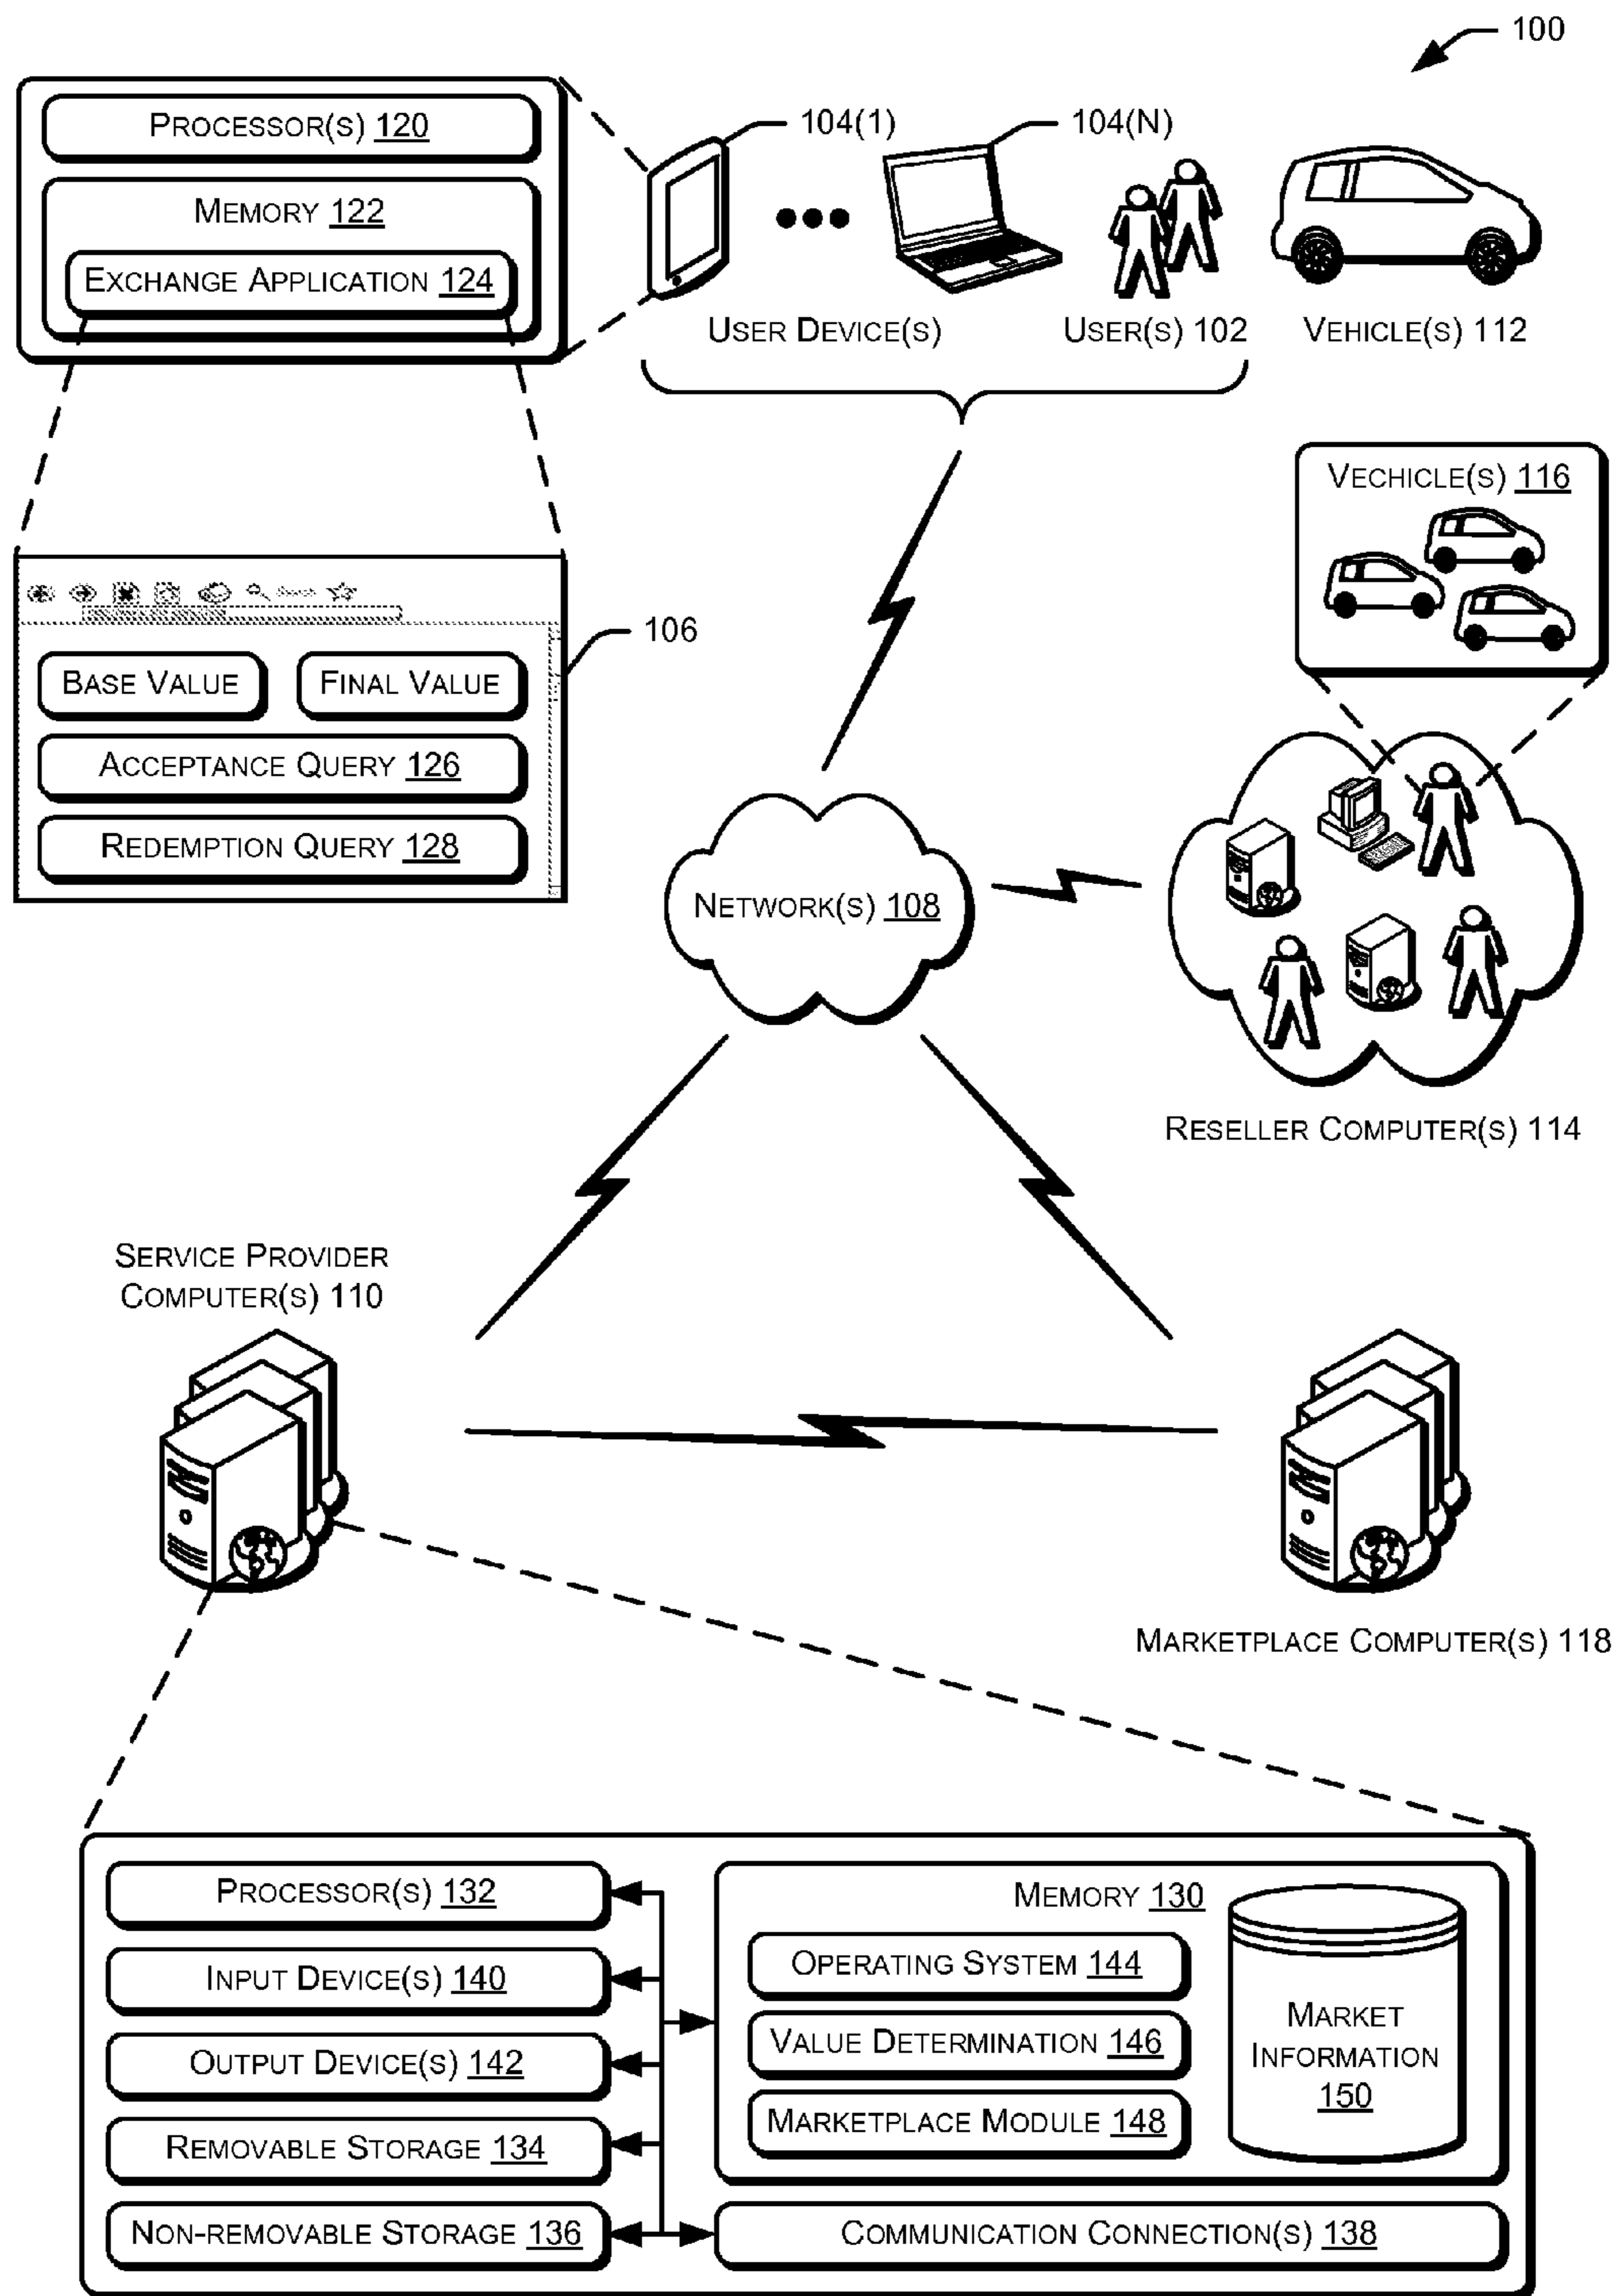 100
PROCESSOR(S) 120
MEMORY 122
EXCHANGE APPLICATION 124
104(1)
104(N)
USER DEVICE(S)
USER(S) 102
VEHICLE(S) 112
VECHICLE(S) 116
106
BASE VALUE
FINAL VALUE
ACCEPTANCE QUERY 126
REDEMPTION QUERY 128
NETWORK(S) 108
RESELLER COMPUTER(S) 114
SERVICE PROVIDER
COMPUTER(S) 110
MARKETPLACE COMPUTER(S) 118
PROCESSOR(S) 132
INPUT DEVICE(S) 140
OUTPUT DEVICE(S) 142
REMOVABLE STORAGE 134
NON-REMOVABLE STORAGE 136
MEMORY 130
OPERATING SYSTEM 144
VALUE DETERMINATION 146
MARKETPLACE MODULE 148
MARKET
INFORMATION
150
COMMUNICATION CONNECTION(S) 138